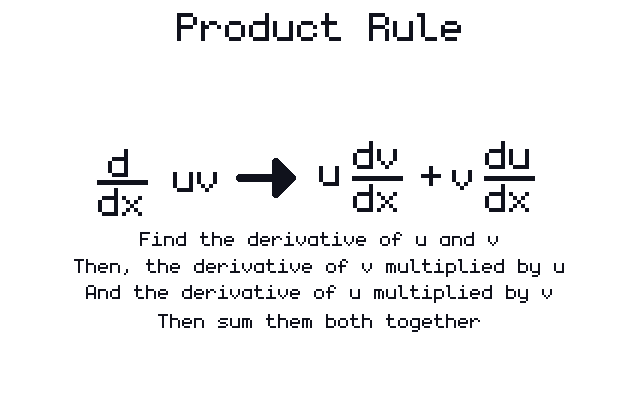 Product Rule
d/dx uv → u dv/dx + v du/dx
Find the derivative of u and v
Then, the derivative of v multiplied by u
And the derivative of u multiplied by v
Then sum them both together